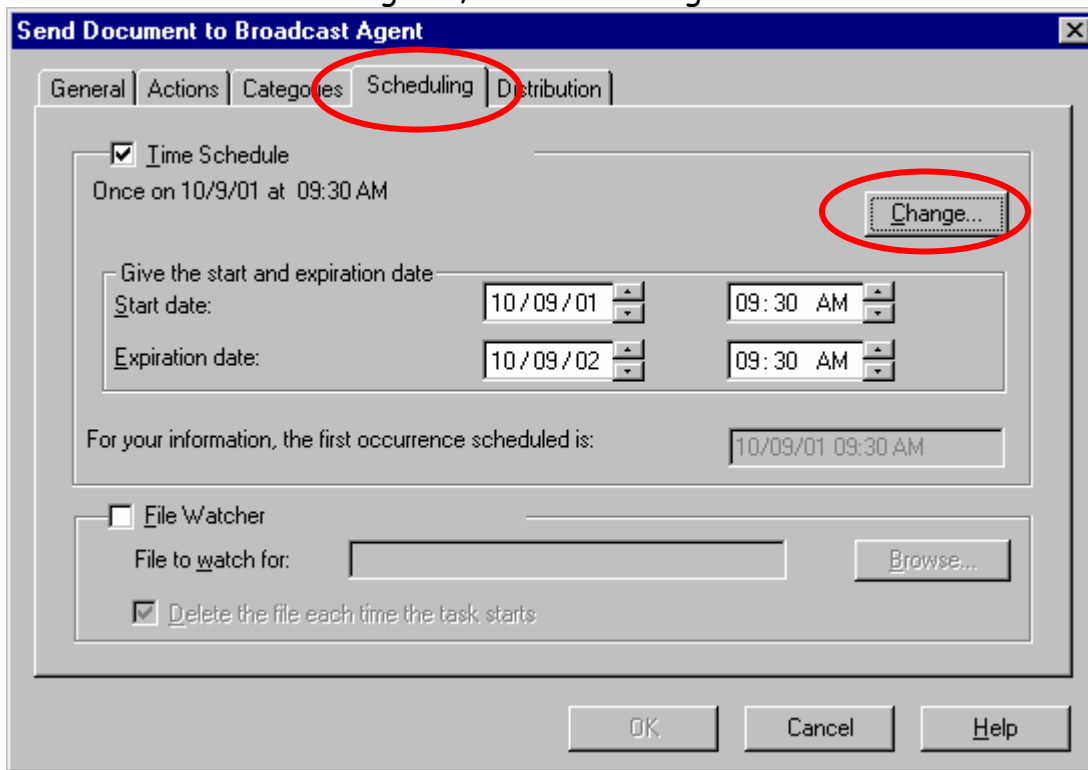 Send Document to Broadcast Agent
General Actions Categories Scheduling Distribution
Time Schedule
Once on 10/9/01 at 09:30 AM
Change...
Give the start and expiration date
Start date: 10/09/01 09:30 AM
Expiration date: 10/09/02 09:30 AM
For your information, the first occurrence scheduled is: 10/09/01 09:30 AM
File Watcher
File to watch for: Browse...
Delete the file each time the task starts
OK Cancel Help